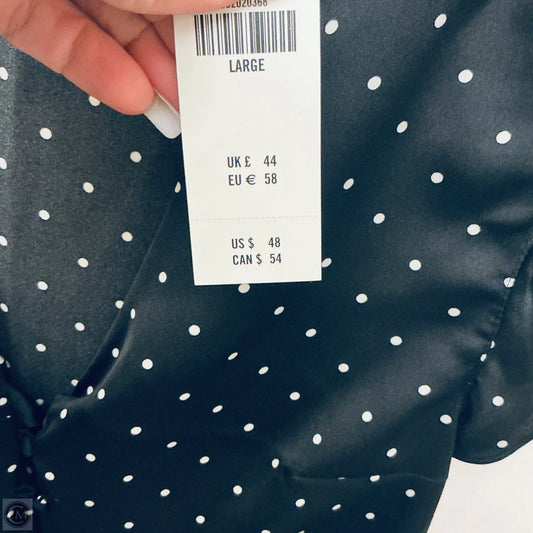 LARGE
UK £ 44
EU € 58
US $ 48
CAN $ 54